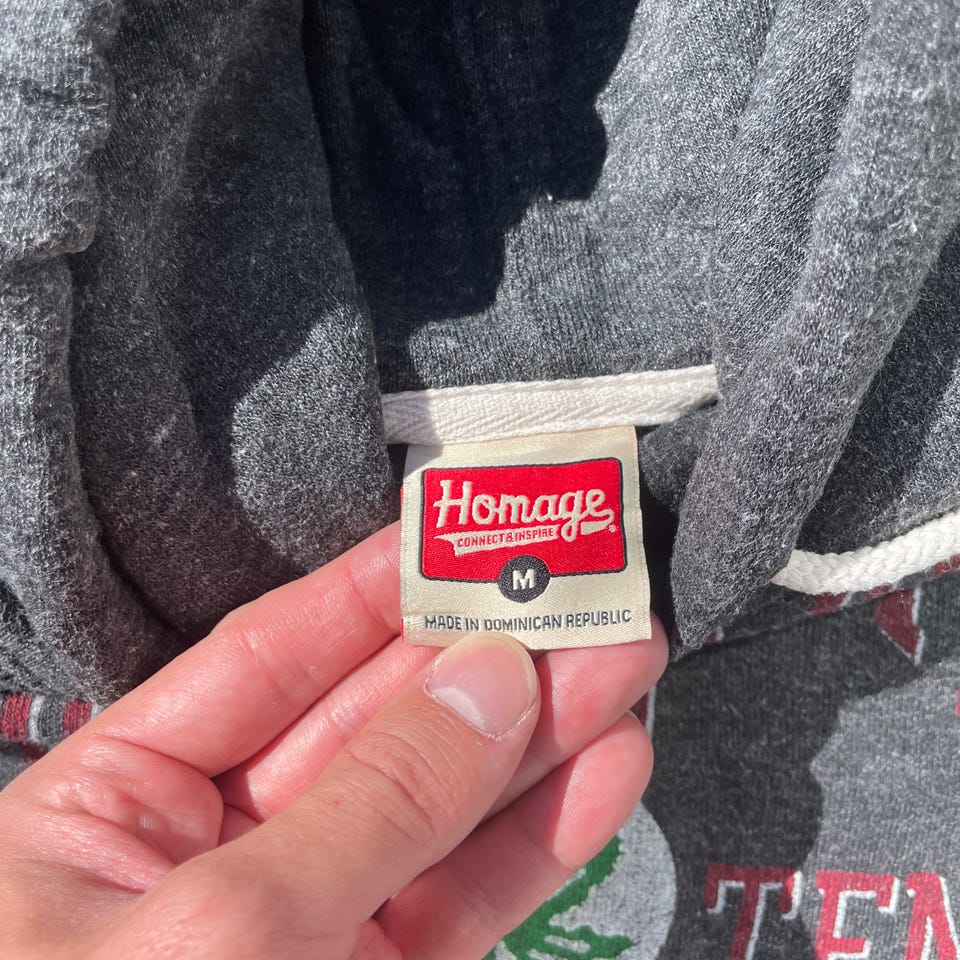 Homage
CONNECT & INSPIRE
M
MADE IN DOMINICAN REPUBLIC